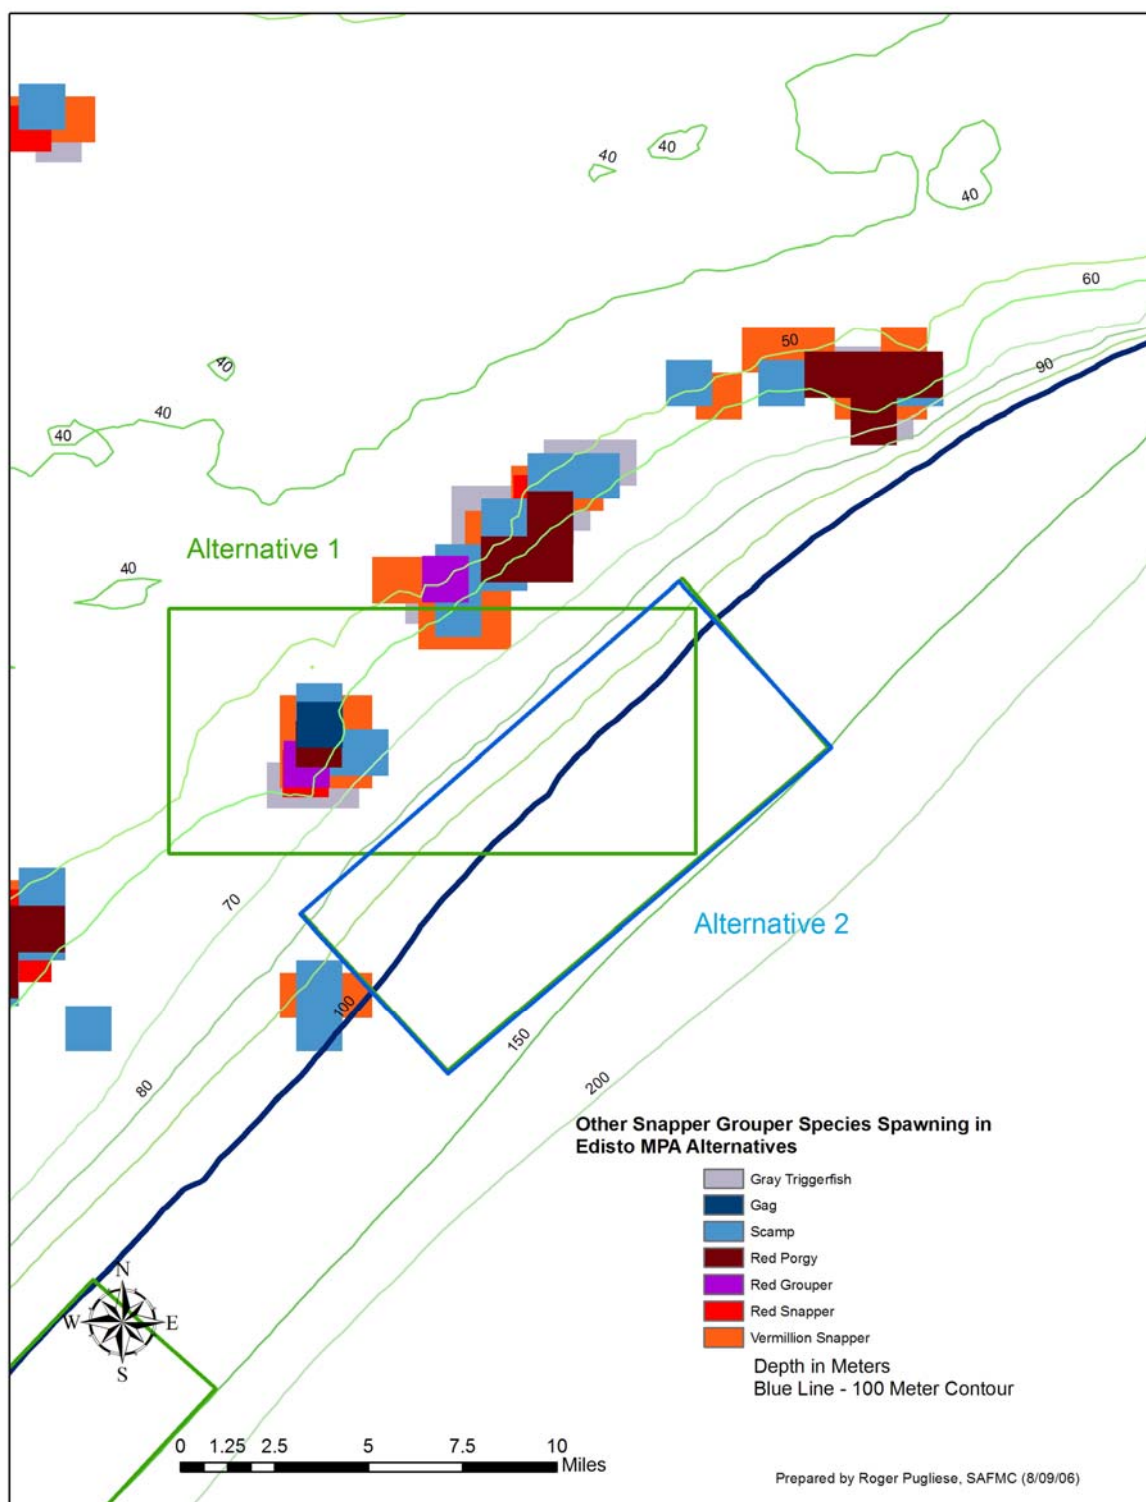 40
40
40
60
50
90
40
40
40
Alternative 1
40
70
Alternative 2
100
150
80
200
Other Snapper Grouper Species Spawning in
Edisto MPA Alternatives
Gray Triggerfish
Gag
Scamp
Red Porgy
Red Grouper
Red Snapper
Vermillion Snapper
Depth in Meters
Blue Line - 100 Meter Contour
N
W E
S
0 1.25 2.5 5 7.5 10
Miles
Prepared by Roger Pugliese, SAFMC (8/09/06)